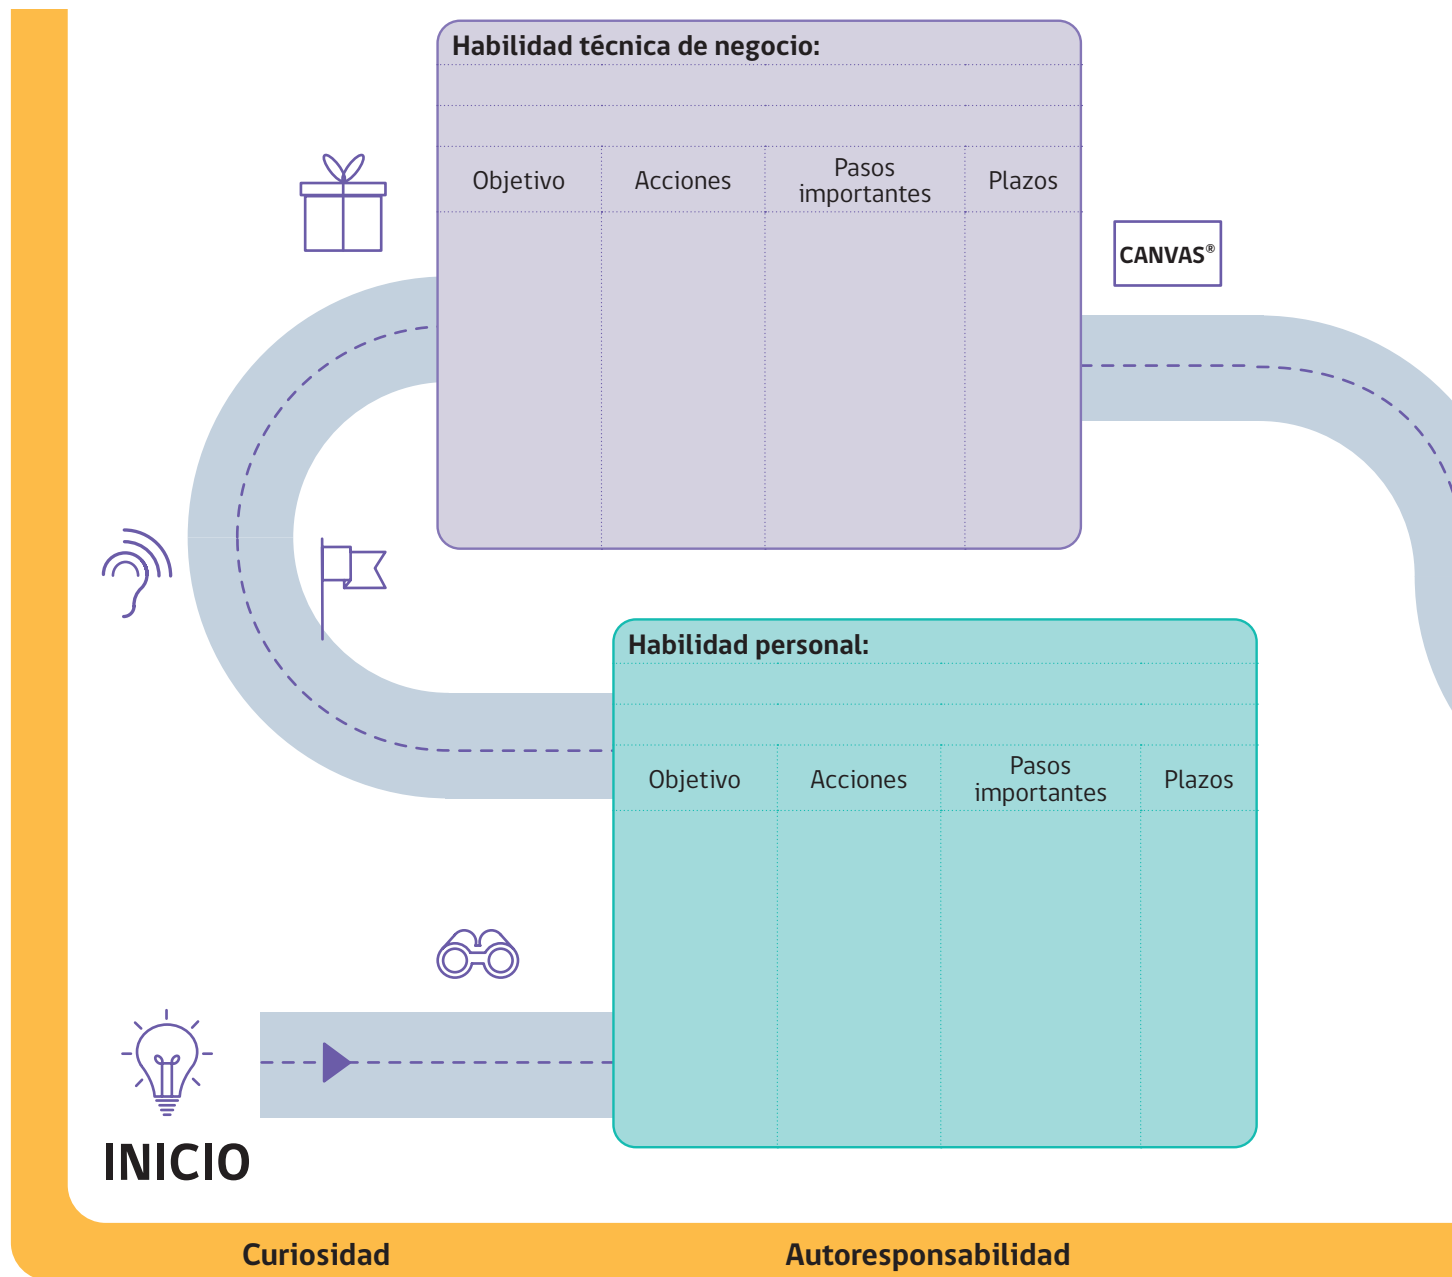 Habilidad técnica de negocio:
Objetivo
Acciones
Pasos
importantes
Plazos
CANVAS®
Habilidad personal:
Objetivo
Acciones
Pasos
importantes
Plazos
INICIO
Curiosidad
Autoresponsabilidad